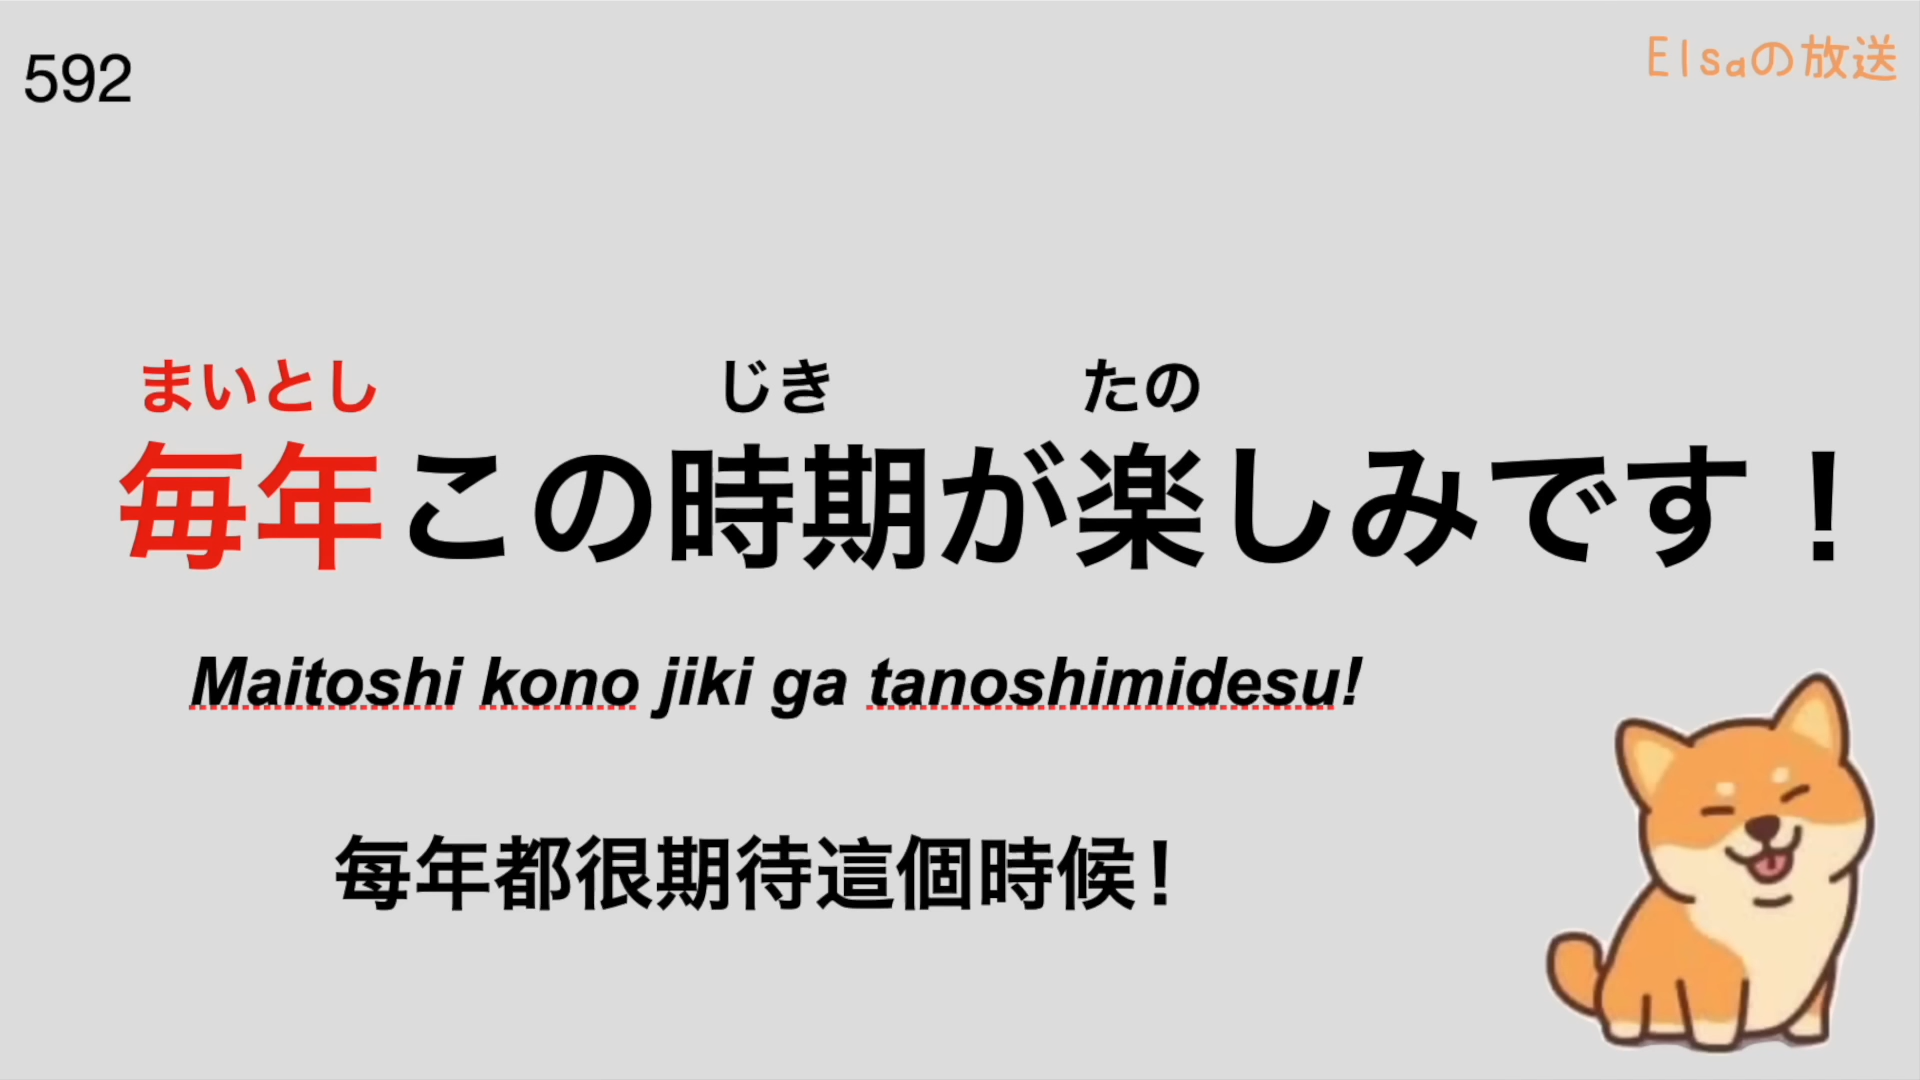 592
Elsaの放送
まいとし じき たの
毎年この時期が楽しみです！
Maitoshi kono jiki ga tanoshimidesu!
每年都很期待這個時候！